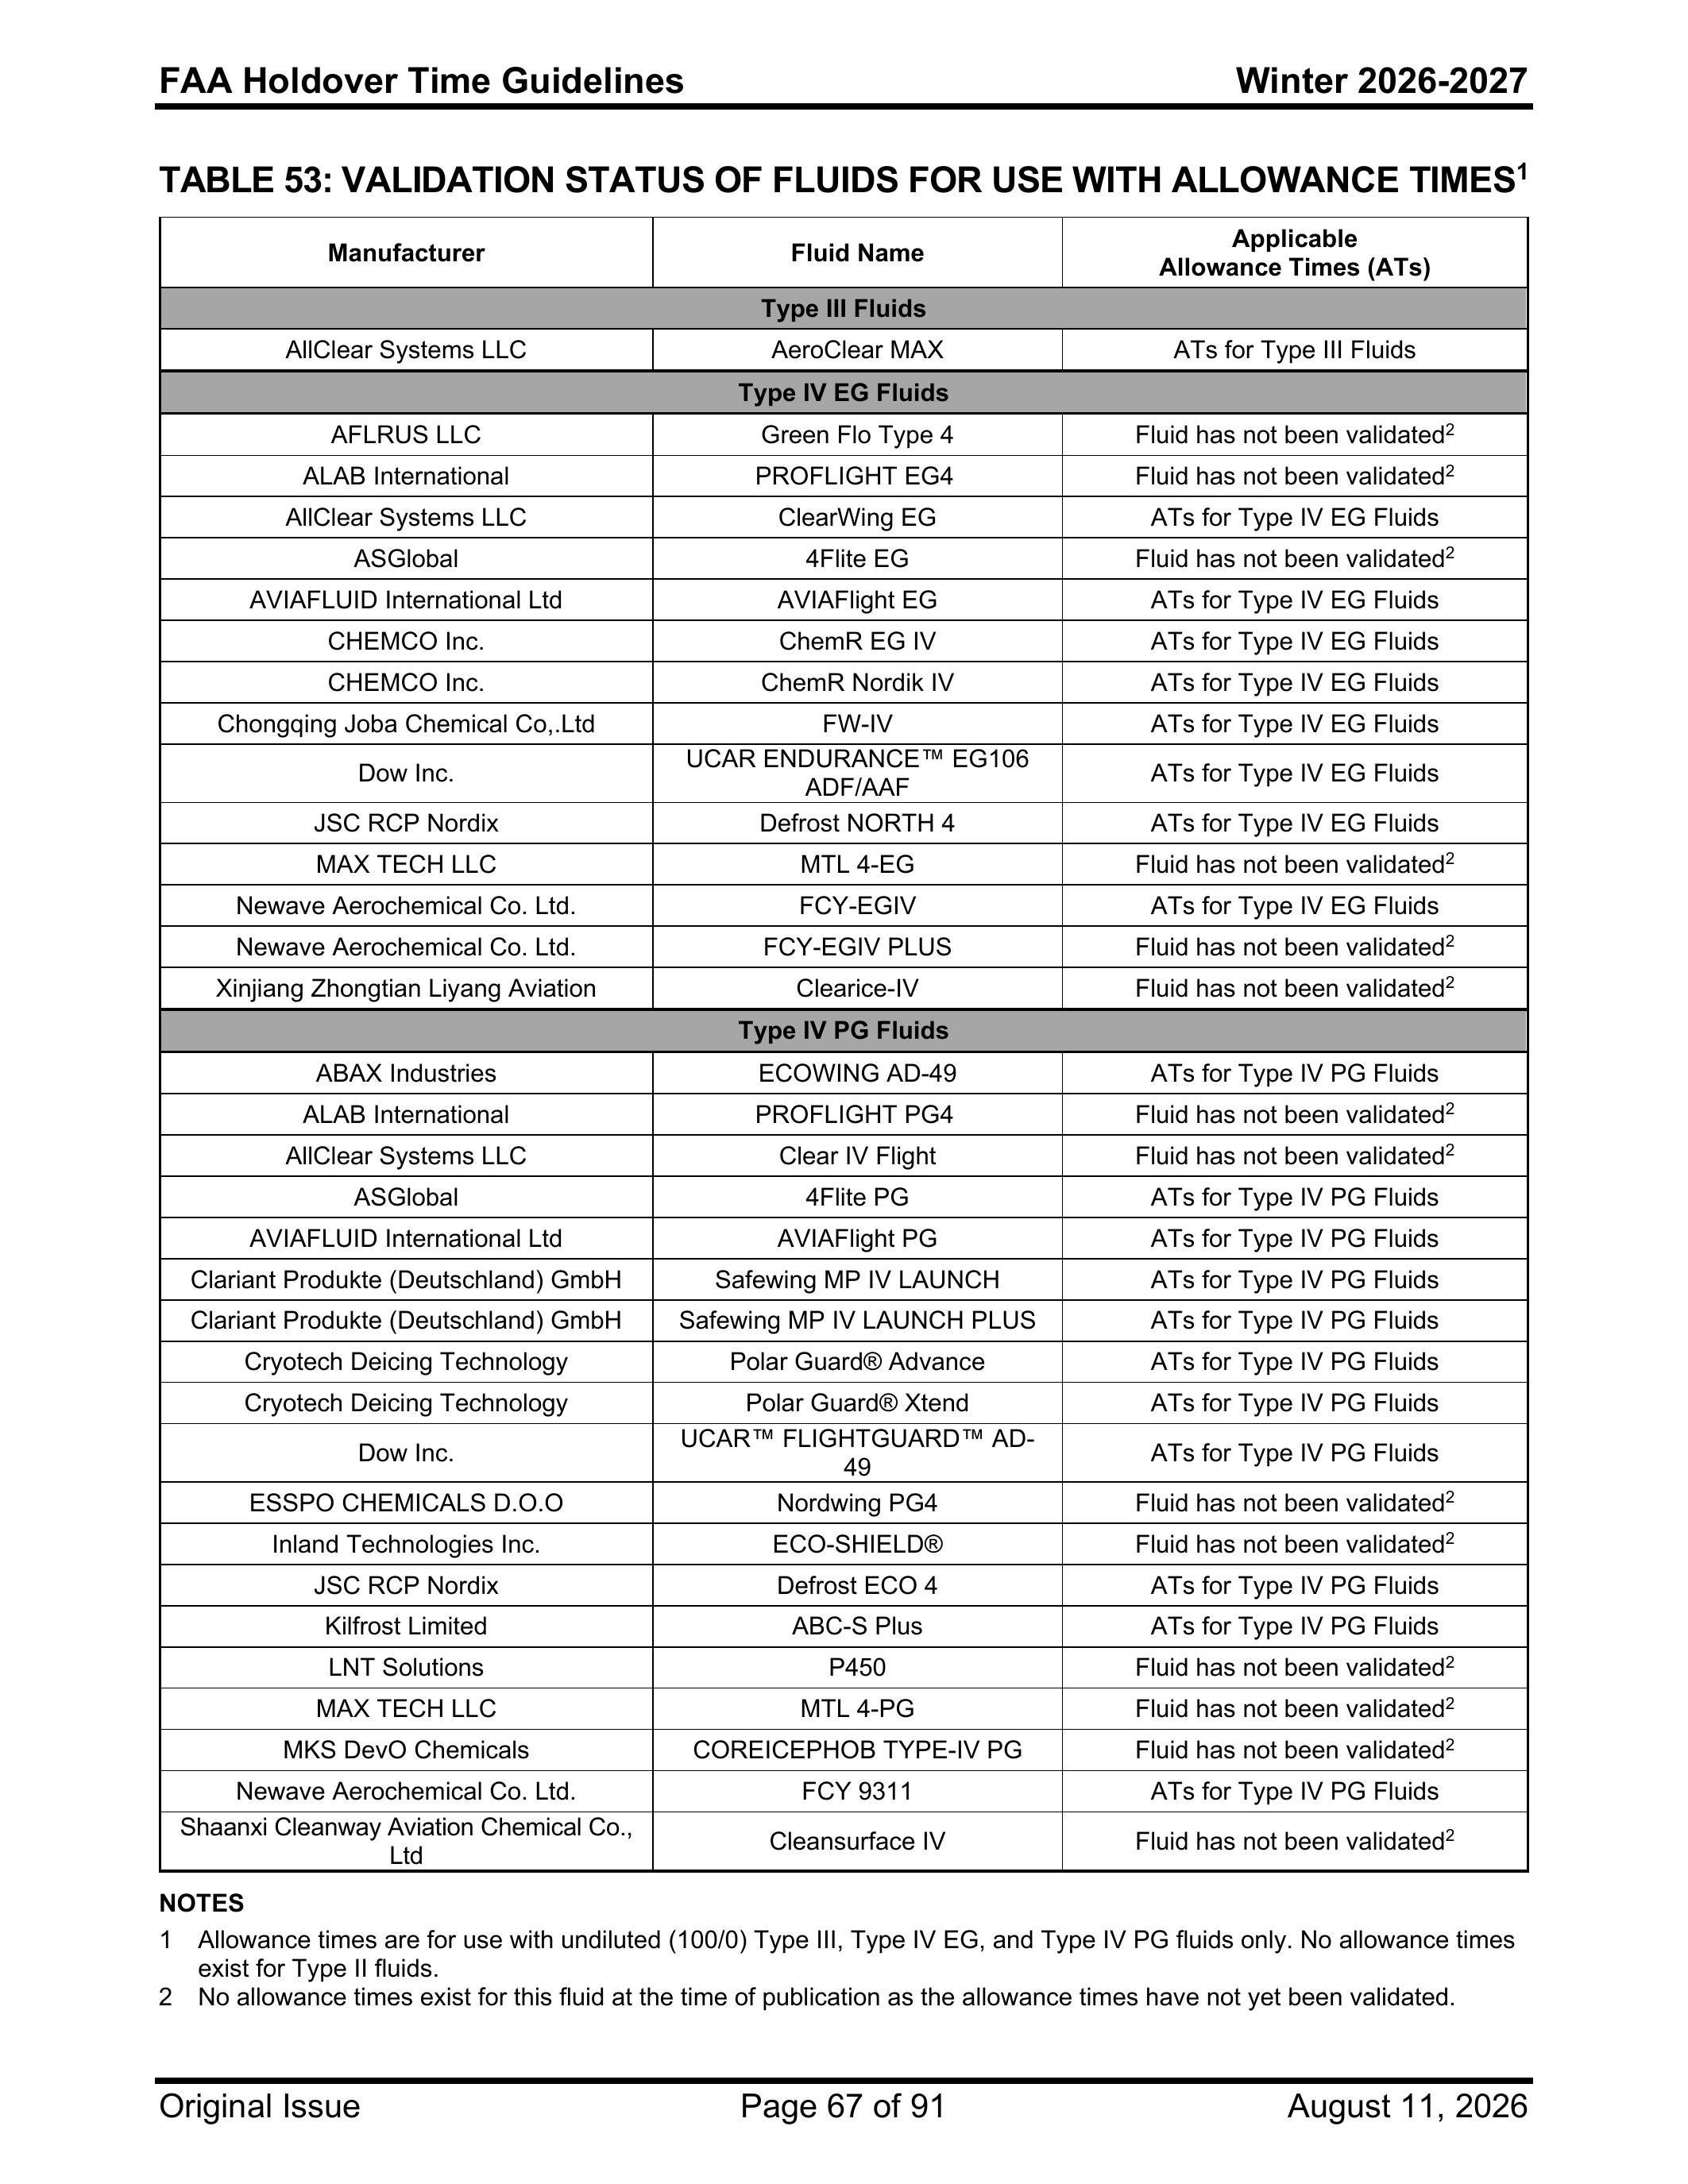 FAA Holdover Time Guidelines Winter 2026-2027
TABLE 53: VALIDATION STATUS OF FLUIDS FOR USE WITH ALLOWANCE TIMES1
Manufacturer Fluid Name Applicable
Allowance Times (ATs)
Type III Fluids
AllClear Systems LLC AeroClear MAX ATs for Type III Fluids
Type IV EG Fluids
AFLRUS LLC Green Flo Type 4 Fluid has not been validated2
ALAB International PROFLIGHT EG4 Fluid has not been validated2
AllClear Systems LLC ClearWing EG ATs for Type IV EG Fluids
ASGlobal 4Flite EG Fluid has not been validated2
AVIAFLUID International Ltd AVIAFlight EG ATs for Type IV EG Fluids
CHEMCO Inc. ChemR EG IV ATs for Type IV EG Fluids
CHEMCO Inc. ChemR Nordik IV ATs for Type IV EG Fluids
Chongqing Joba Chemical Co,.Ltd FW-IV ATs for Type IV EG Fluids
Dow Inc. UCAR ENDURANCE™ EG106
ADF/AAF ATs for Type IV EG Fluids
JSC RCP Nordix Defrost NORTH 4 ATs for Type IV EG Fluids
MAX TECH LLC MTL 4-EG Fluid has not been validated2
Newave Aerochemical Co. Ltd. FCY-EGIV ATs for Type IV EG Fluids
Newave Aerochemical Co. Ltd. FCY-EGIV PLUS Fluid has not been validated2
Xinjiang Zhongtian Liyang Aviation Clearice-IV Fluid has not been validated2
Type IV PG Fluids
ABAX Industries ECOWING AD-49 ATs for Type IV PG Fluids
ALAB International PROFLIGHT PG4 Fluid has not been validated2
AllClear Systems LLC Clear IV Flight Fluid has not been validated2
ASGlobal 4Flite PG ATs for Type IV PG Fluids
AVIAFLUID International Ltd AVIAFlight PG ATs for Type IV PG Fluids
Clariant Produkte (Deutschland) GmbH Safewing MP IV LAUNCH ATs for Type IV PG Fluids
Clariant Produkte (Deutschland) GmbH Safewing MP IV LAUNCH PLUS ATs for Type IV PG Fluids
Cryotech Deicing Technology Polar Guard® Advance ATs for Type IV PG Fluids
Cryotech Deicing Technology Polar Guard® Xtend ATs for Type IV PG Fluids
Dow Inc. UCAR™ FLIGHTGUARD™ AD-
49 ATs for Type IV PG Fluids
ESSPO CHEMICALS D.O.O Nordwing PG4 Fluid has not been validated2
Inland Technologies Inc. ECO-SHIELD® Fluid has not been validated2
JSC RCP Nordix Defrost ECO 4 ATs for Type IV PG Fluids
Kilfrost Limited ABC-S Plus ATs for Type IV PG Fluids
LNT Solutions P450 Fluid has not been validated2
MAX TECH LLC MTL 4-PG Fluid has not been validated2
MKS DevO Chemicals COREICEPHOB TYPE-IV PG Fluid has not been validated2
Newave Aerochemical Co. Ltd. FCY 9311 ATs for Type IV PG Fluids
Shaanxi Cleanway Aviation Chemical Co.,
Ltd Cleansurface IV Fluid has not been validated2
NOTES
1 Allowance times are for use with undiluted (100/0) Type III, Type IV EG, and Type IV PG fluids only. No allowance times
exist for Type II fluids.
2 No allowance times exist for this fluid at the time of publication as the allowance times have not yet been validated.
Original Issue Page 67 of 91 August 11, 2026